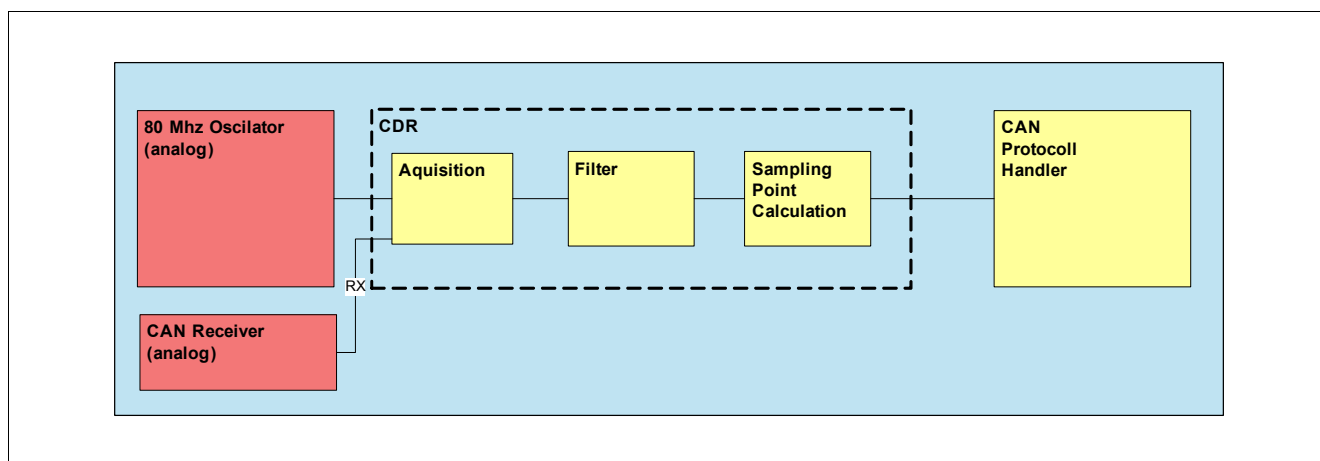 80 Mhz Oscilator
(analog)
CDR
Aquisition
Filter
Sampling
Point
Calculation
CAN
Protocoll
Handler
RX
CAN Receiver
(analog)